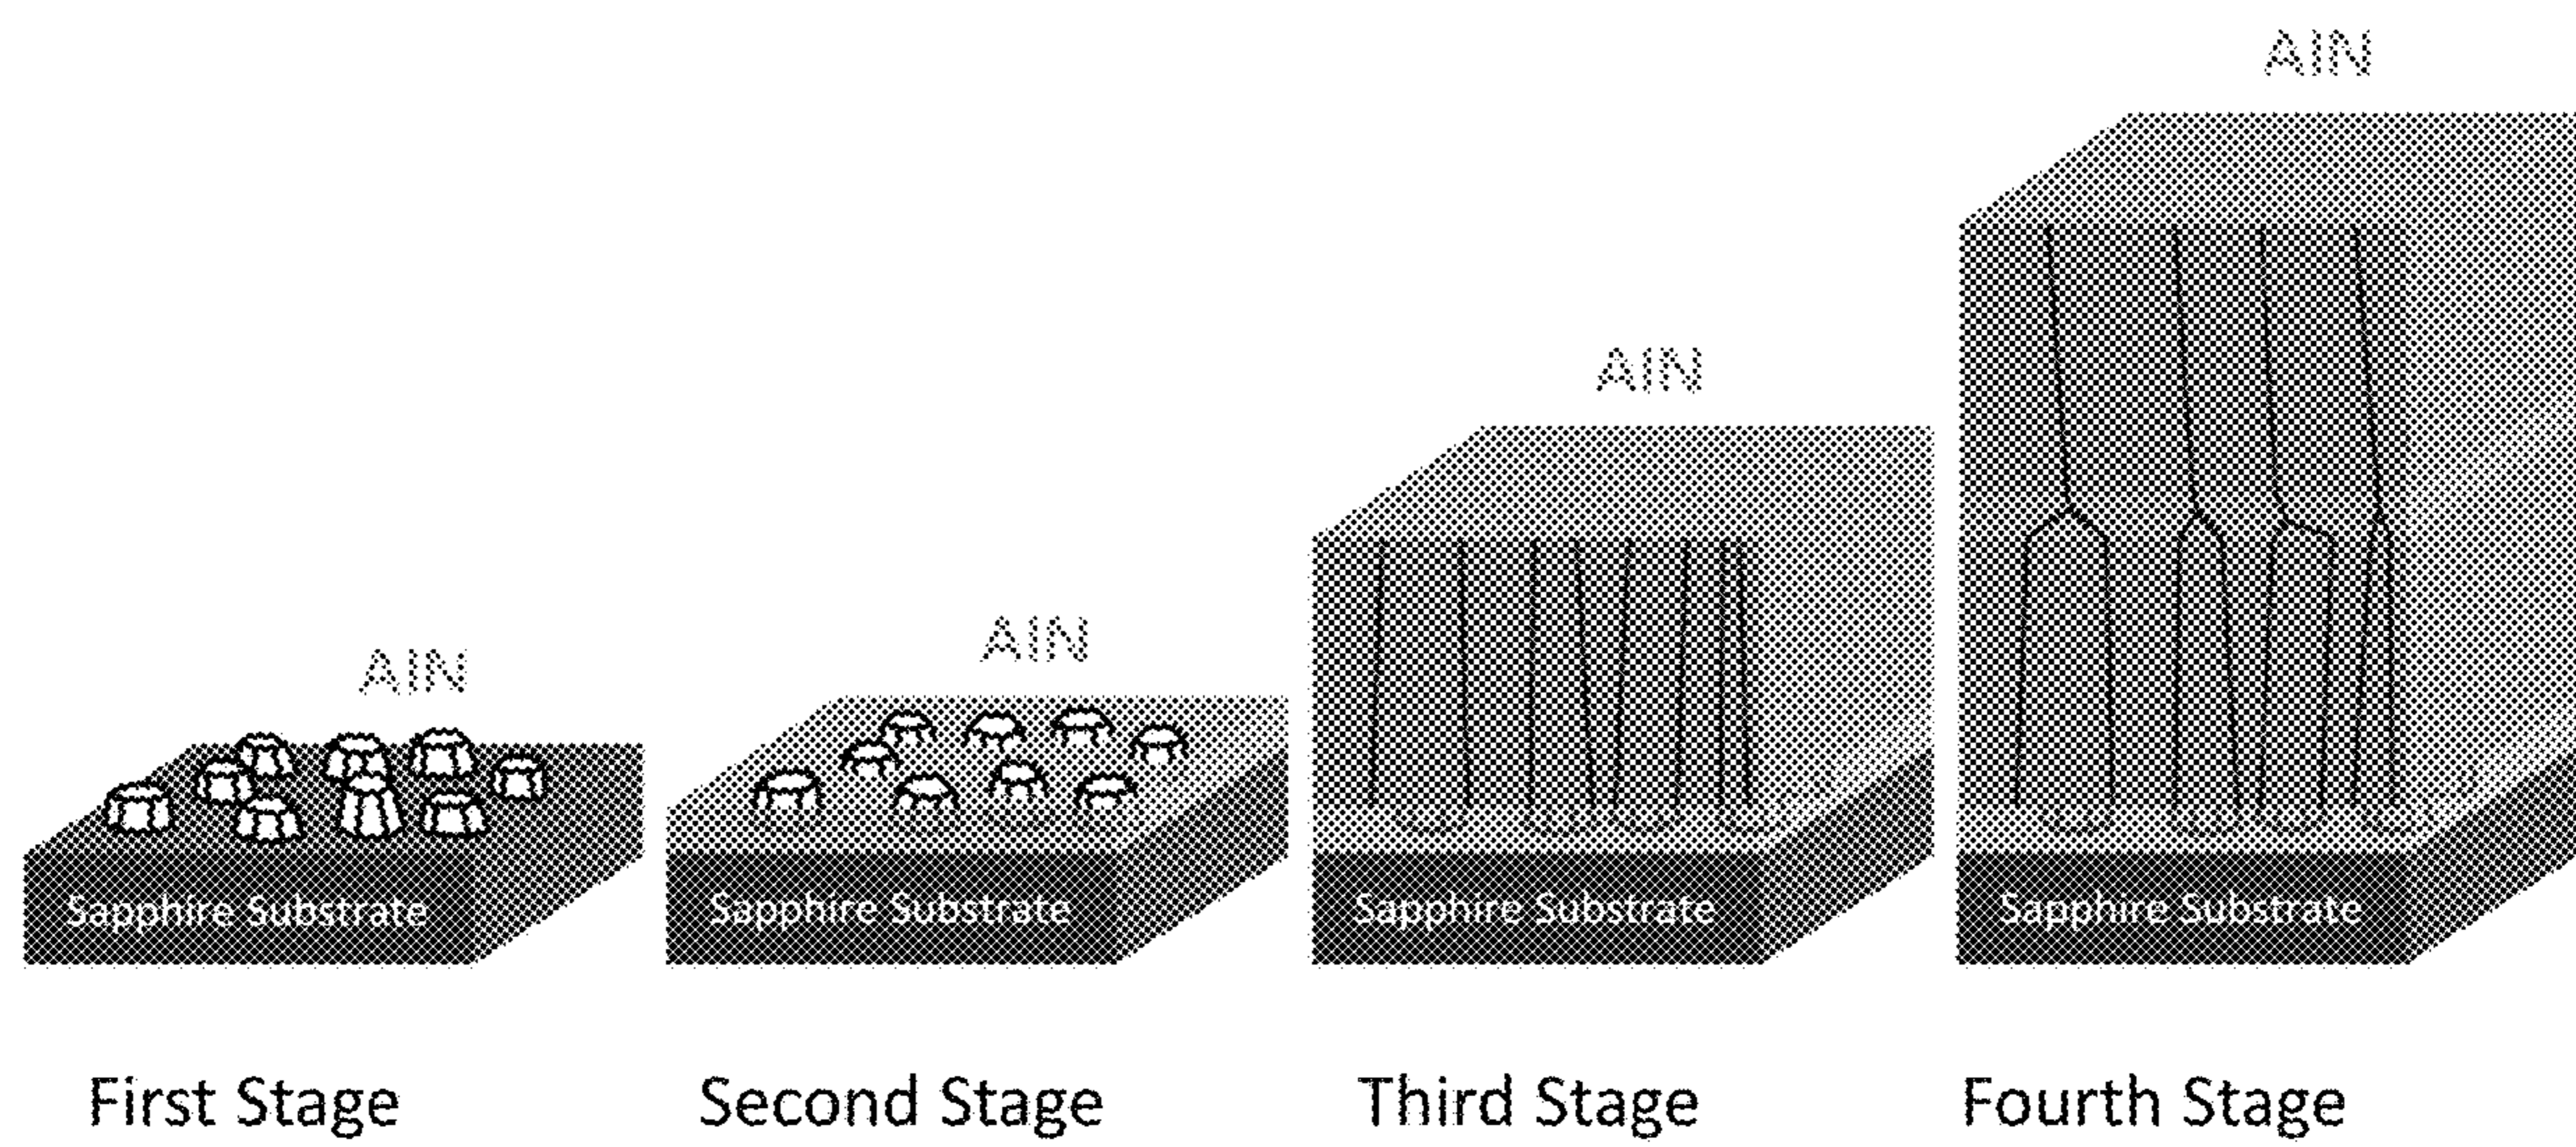 AlN
AlN
AlN
AlN
Sapphire Substrate
Sapphire Substrate
Sapphire Substrate
Sapphire Substrate
First Stage
Second Stage
Third Stage
Fourth Stage